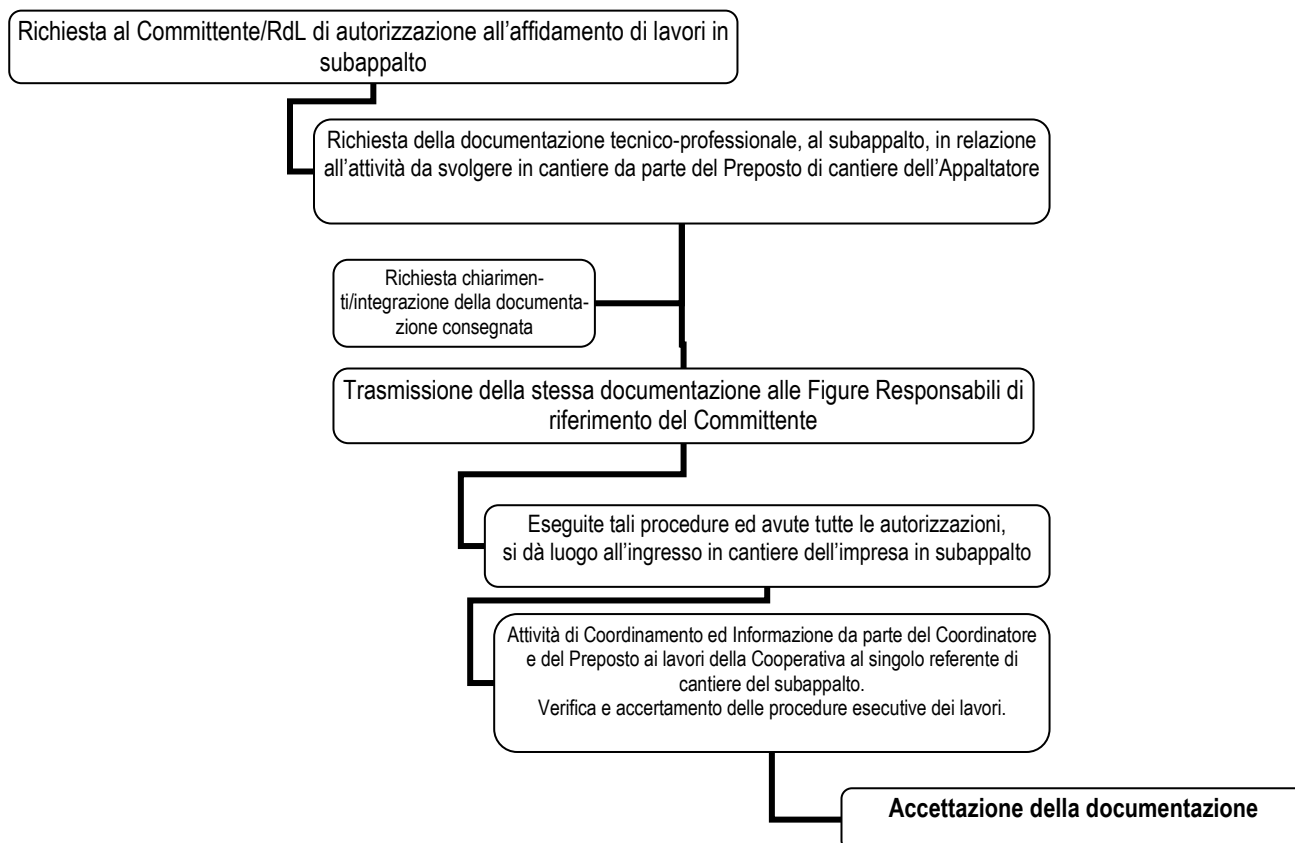 Richiesta al Committente/RdL di autorizzazione all’affidamento di lavori in
subappalto
Richiesta della documentazione tecnico-professionale, al subappalto, in relazione
all’attività da svolgere in cantiere da parte del Preposto di cantiere dell’Appaltatore
Richiesta chiarimen-
ti/integrazione della documenta-
zione consegnata
Trasmissione della stessa documentazione alle Figure Responsabili di
riferimento del Committente
Eseguite tali procedure ed avute tutte le autorizzazioni,
si dà luogo all’ingresso in cantiere dell’impresa in subappalto
Attività di Coordinamento ed Informazione da parte del Coordinatore
e del Preposto ai lavori della Cooperativa al singolo referente di
cantiere del subappalto.
Verifica e accertamento delle procedure esecutive dei lavori.
Accettazione della documentazione